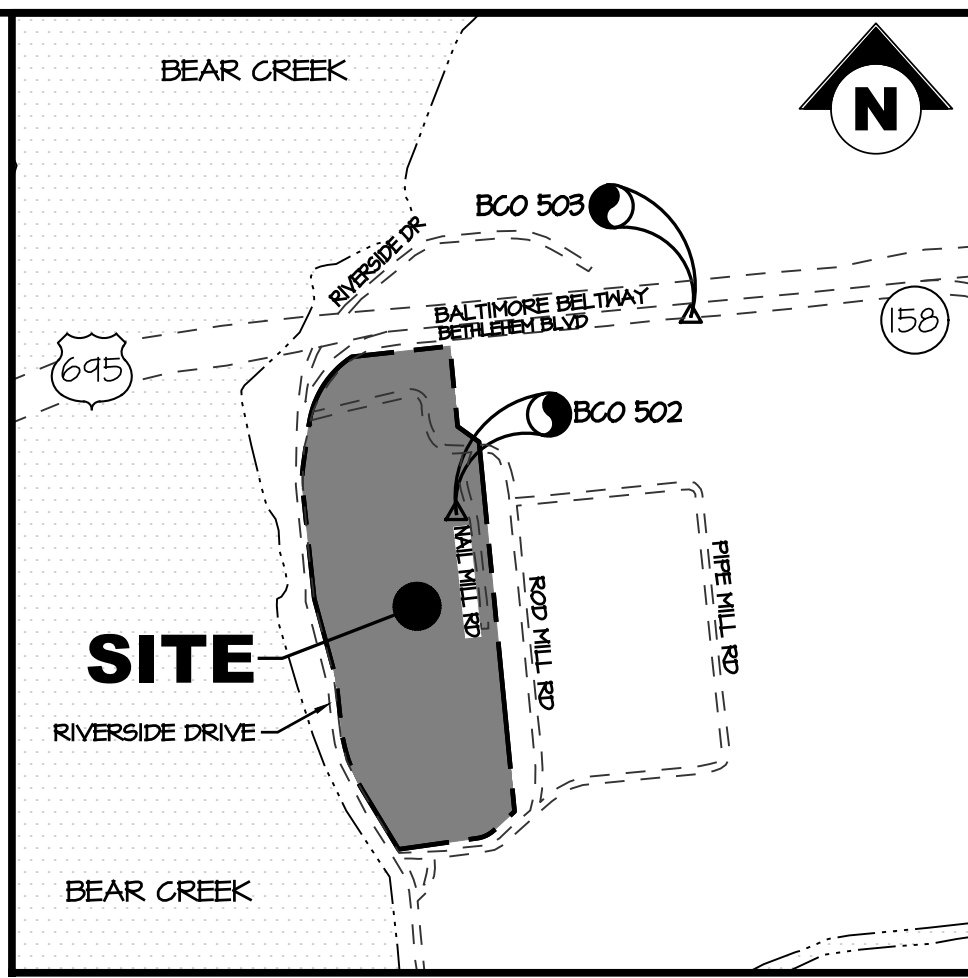 BEAR CREEK
N
BCO 503
RIVERSIDE DR
BALTIMORE BELTWAY
BETHLEHEM BLVD
158
695
BCO 502
NAIL MILL RD
ROD MILL RD
PIPE MILL RD
SITE
RIVERSIDE DRIVE
BEAR CREEK